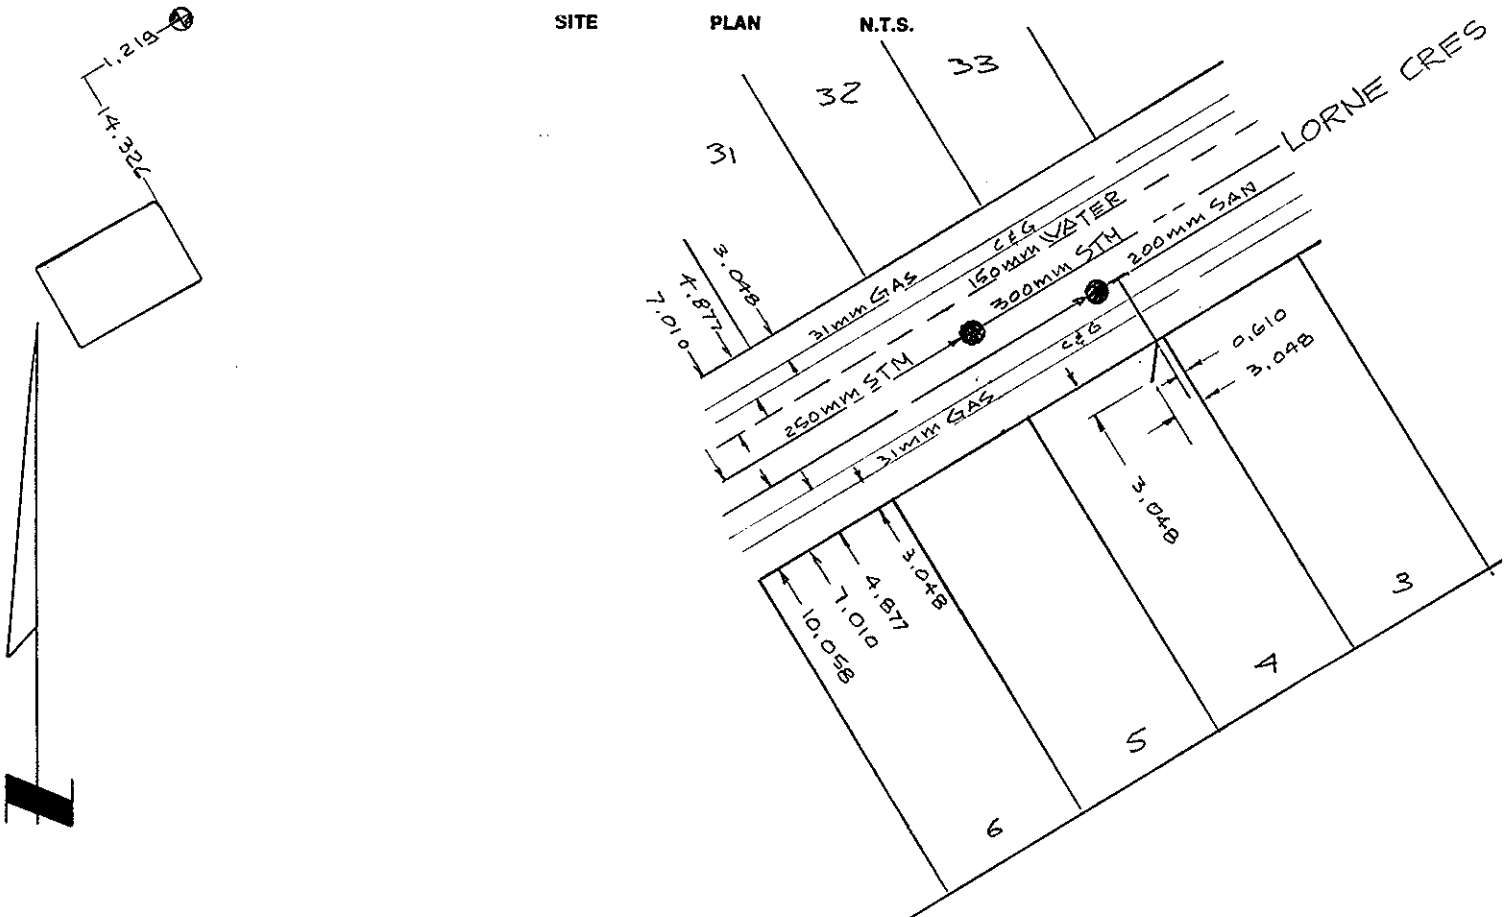 SITE PLAN N.T.S.
1,219
14.326
31
32
33
LORNE CRES
3.048
4.877
7.010
31mm GAS
C&G
150mm WATER
300mm STM
200mm SAN
250mm STM
C&G
31mm GAS
0.610
3.048
3.048
3.048
4.877
7.010
10.058
3
4
5
6